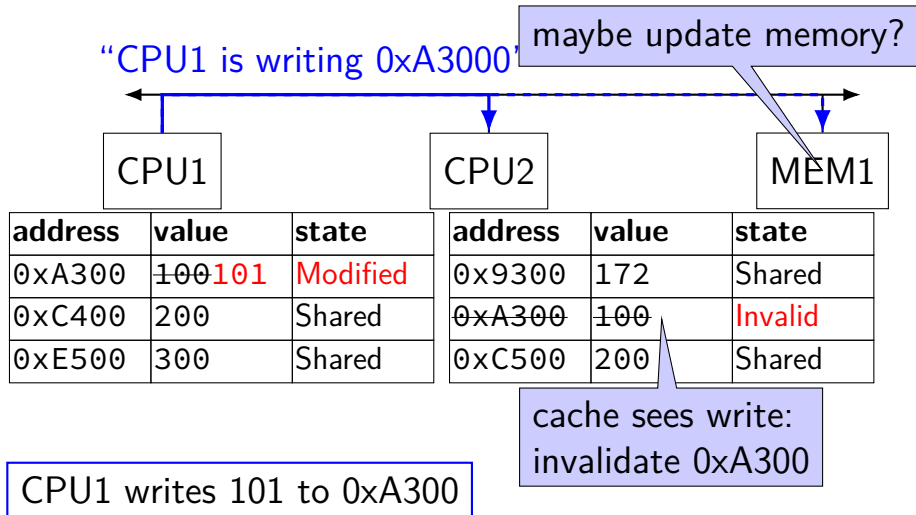 maybe update memory?
“CPU1 is writing 0xA3000”
CPU1
CPU2
MEM1
address value state
0xA300 100101 Modified
0xC400 200 Shared
0xE500 300 Shared
address value state
0x9300 172 Shared
0xA300 100 Invalid
0xC500 200 Shared
cache sees write:
invalidate 0xA300
CPU1 writes 101 to 0xA300